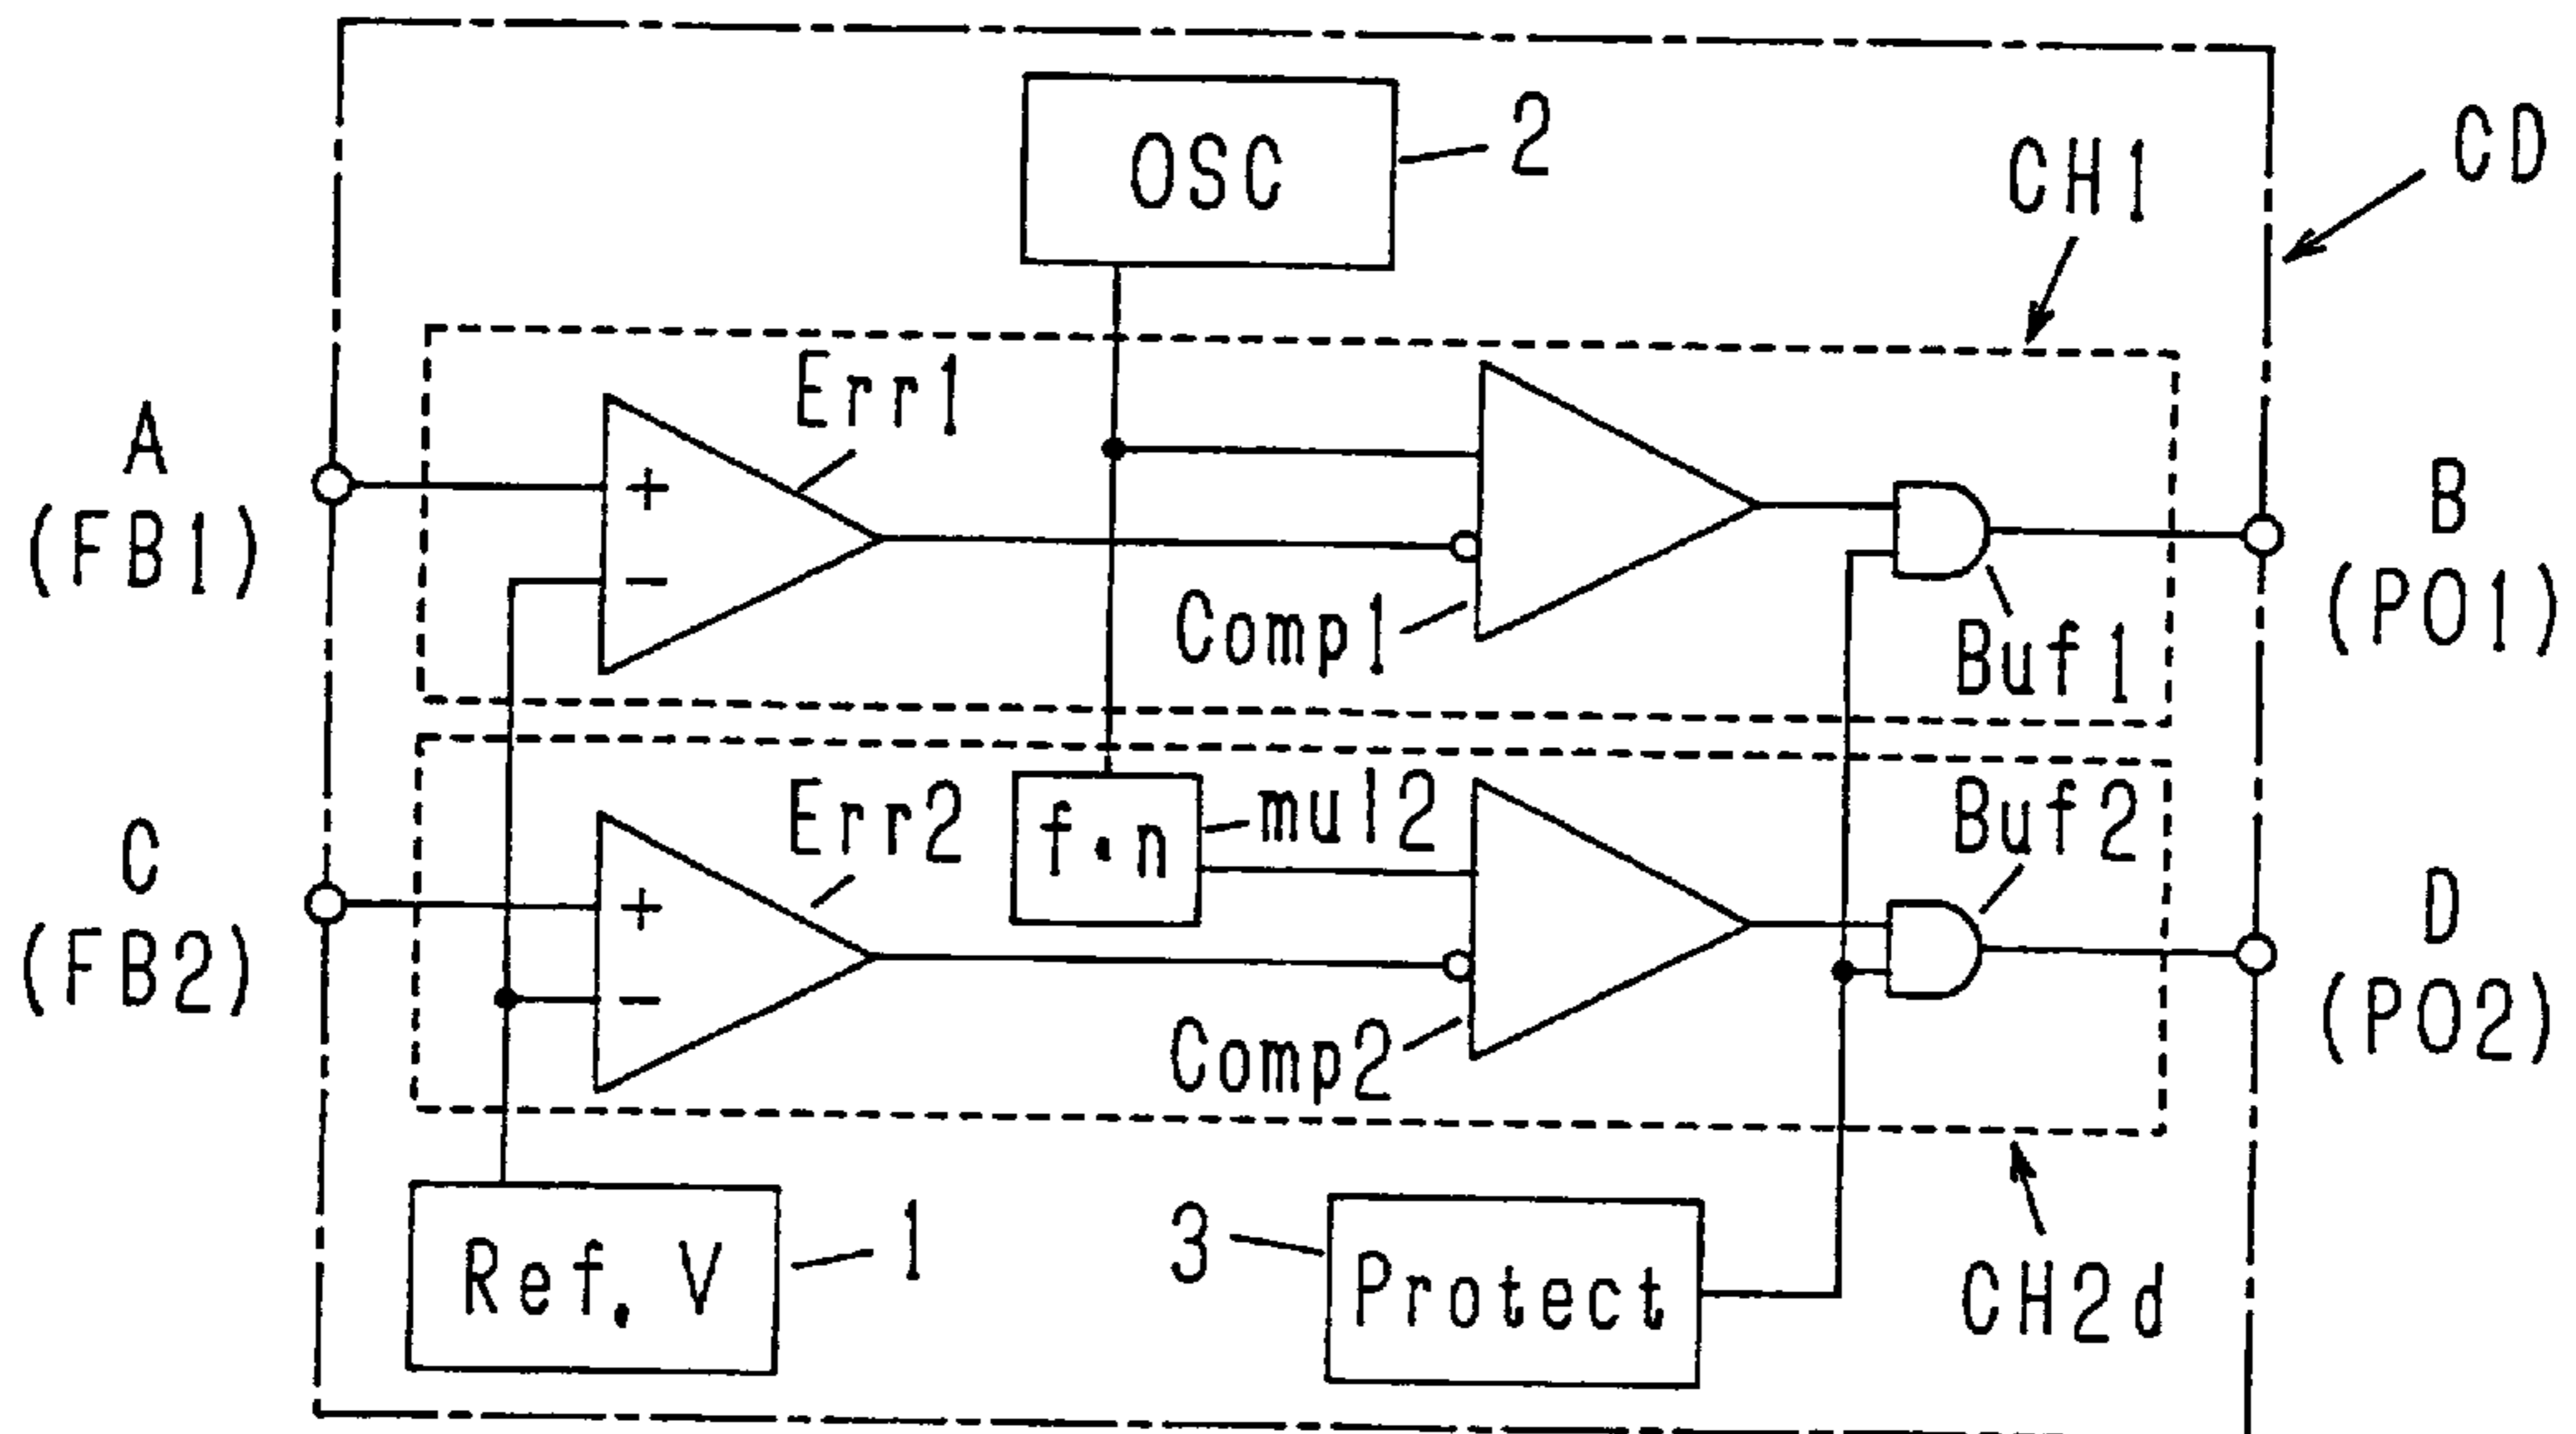 OSC
2
CH1
CD
Err1
A
(FB1)
+
−
Comp1
Buf1
B
(PO1)
Err2
f・n
mul2
Buf2
C
(FB2)
+
−
Comp2
D
(PO2)
Ref. V
1
3
Protect
CH2d